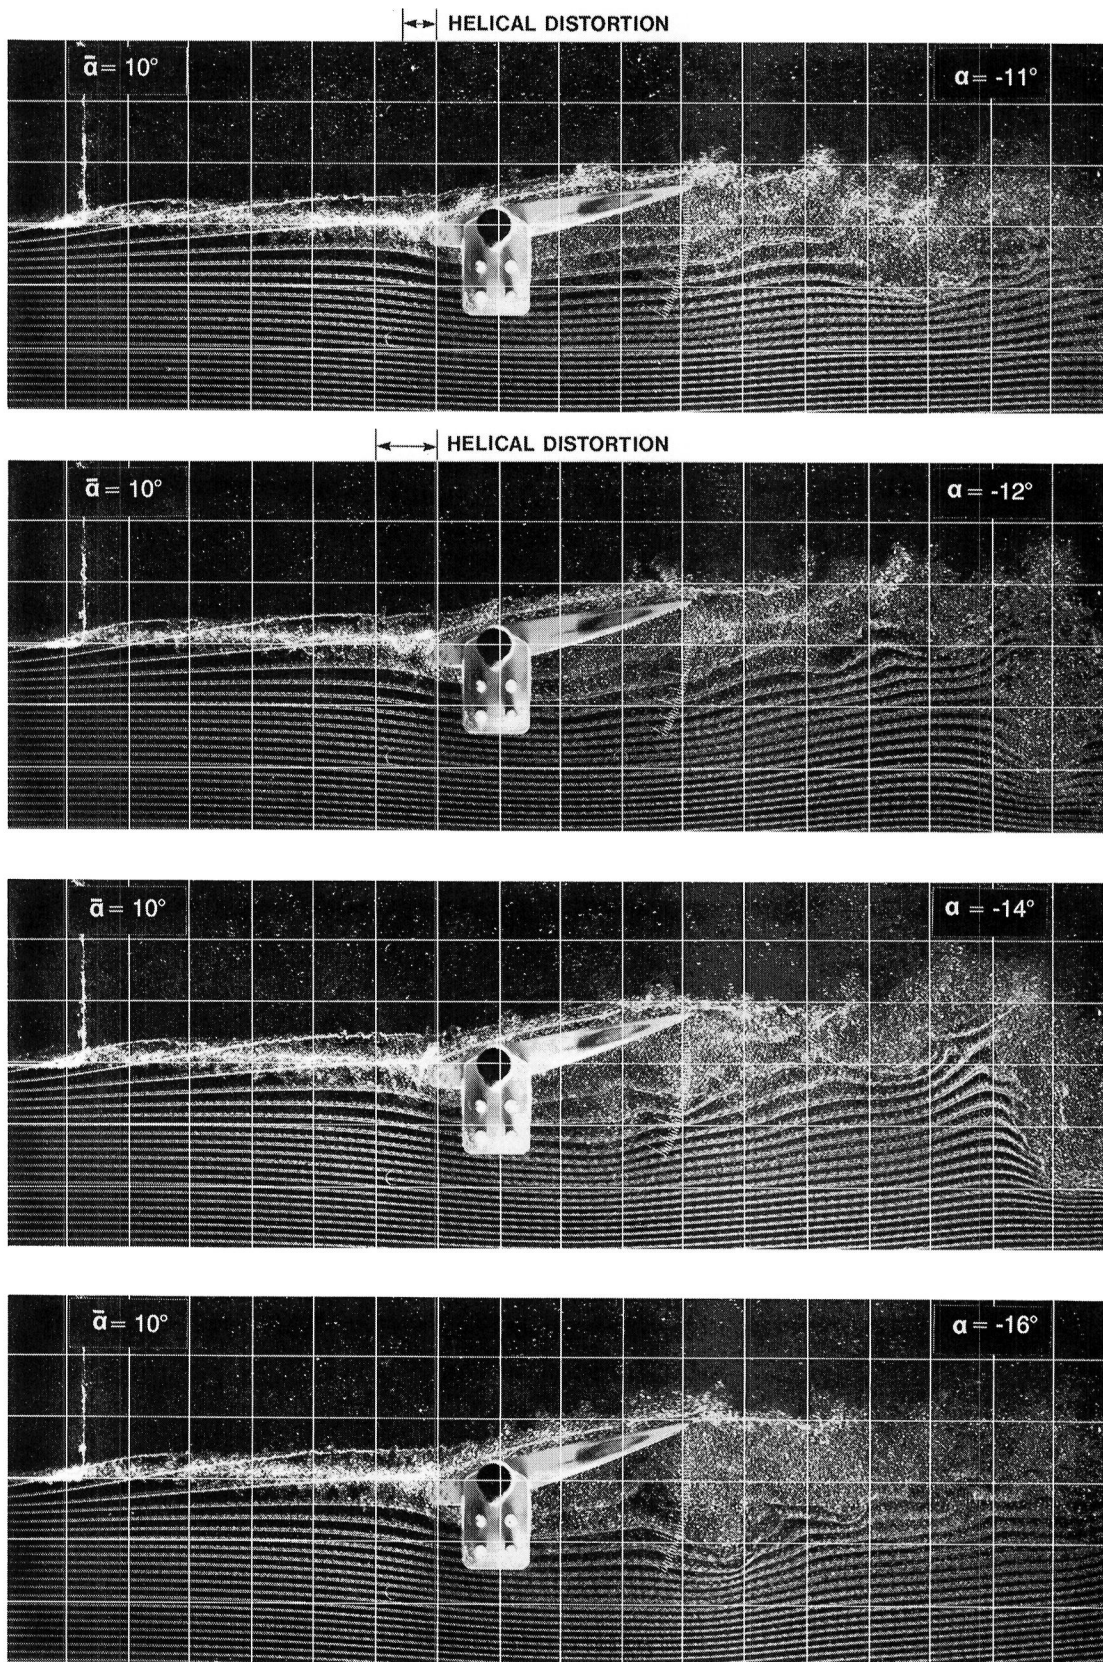 HELICAL DISTORTION
ᾱ = 10° α = -11°
HELICAL DISTORTION
ᾱ = 10° α = -12°
ᾱ = 10° α = -14°
ᾱ = 10° α = -16°